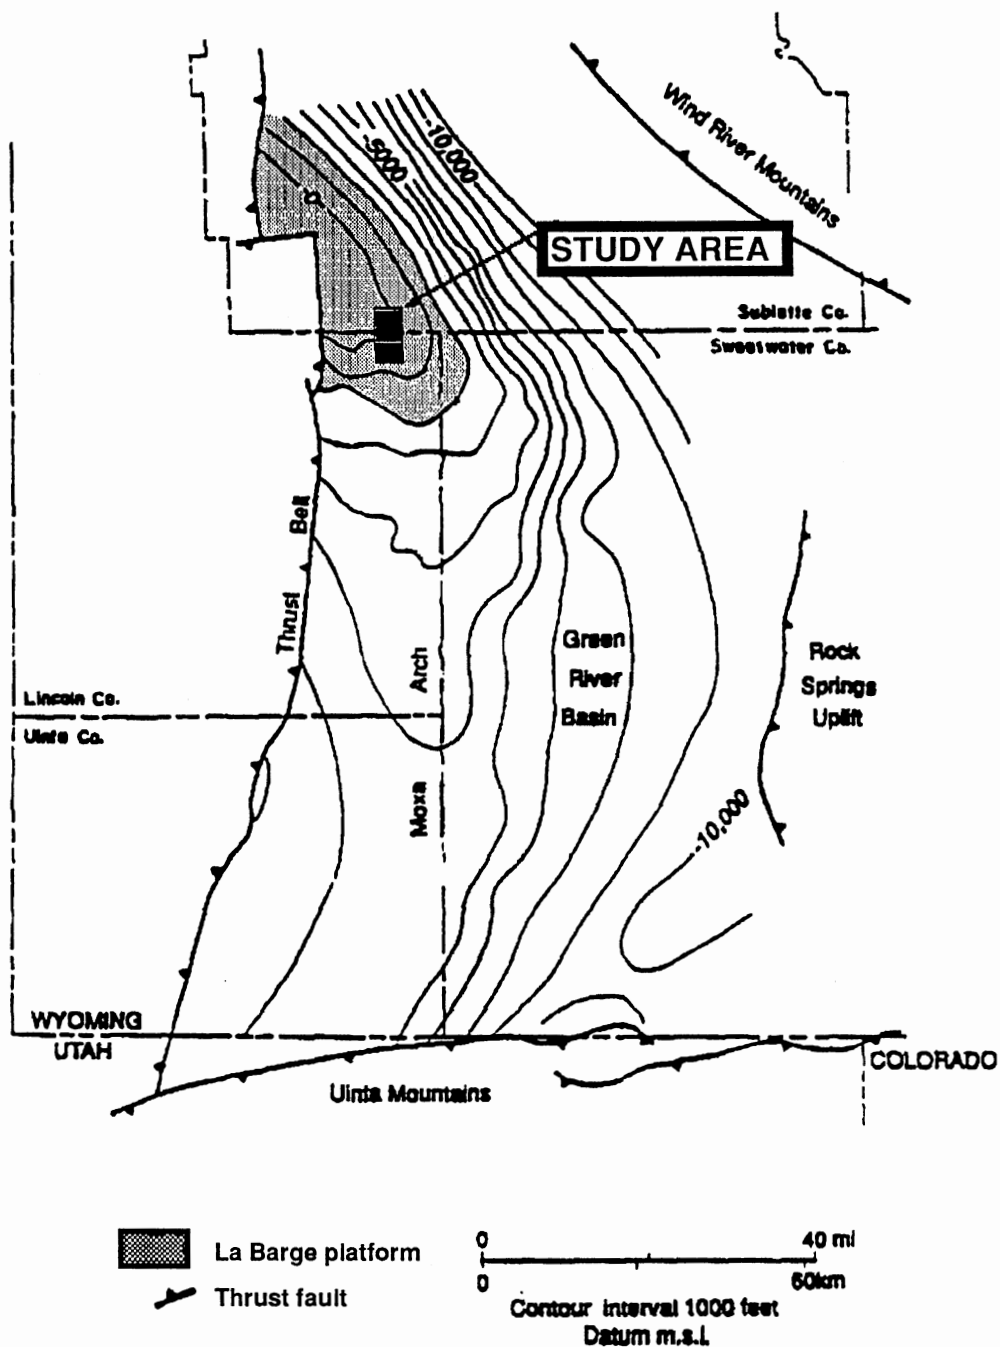 -5000
-10,000
Wind River Mountains
0
STUDY AREA
Sublette Co.
Sweetwater Co.
Thrust Belt
Green
River
Basin
Rock
Springs
Uplift
Lincoln Co.
Uinta Co.
Moxa Arch
-10,000
WYOMING
UTAH
COLORADO
Uinta Mountains
La Barge platform
Thrust fault
0 40 mi
0 60km
Contour interval 1000 feet
Datum m.s.l.